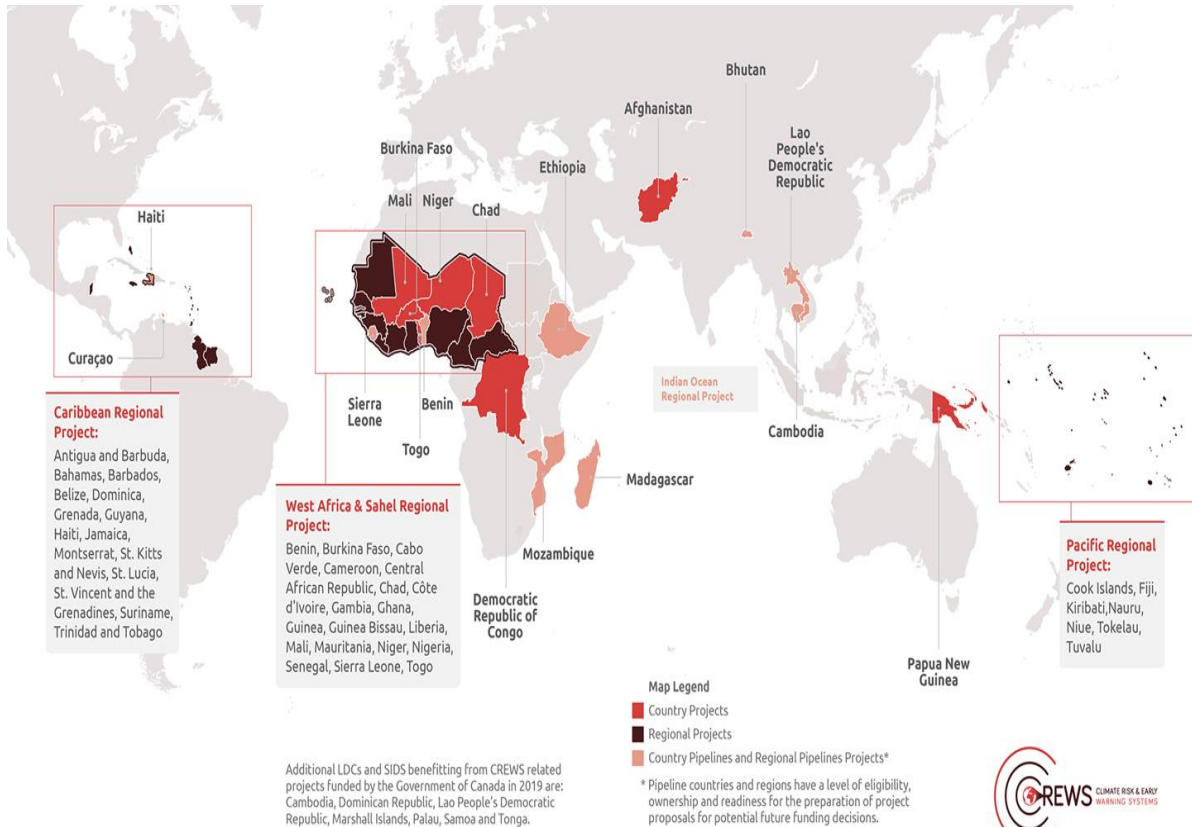 Bhutan
Afghanistan
Lao
People's
Democratic
Republic
Burkina Faso
Ethiopia
Mali
Niger
Chad
Haiti
Curaçao
Sierra
Leone
Benin
Togo
Indian Ocean
Regional Project
Cambodia
Madagascar
Mozambique
Democratic
Republic of
Congo
Papua New
Guinea
Caribbean Regional
Project:
Antigua and Barbuda,
Bahamas, Barbados,
Belize, Dominica,
Grenada, Guyana,
Haiti, Jamaica,
Montserrat, St. Kitts
and Nevis, St. Lucia,
St. Vincent and the
Grenadines, Suriname,
Trinidad and Tobago
West Africa & Sahel Regional
Project:
Benin, Burkina Faso, Cabo
Verde, Cameroon, Central
African Republic, Chad, Côte
d'Ivoire, Gambia, Ghana,
Guinea, Guinea Bissau, Liberia,
Mali, Mauritania, Niger, Nigeria,
Senegal, Sierra Leone, Togo
Pacific Regional
Project:
Cook Islands, Fiji,
Kiribati,Nauru,
Niue, Tokelau,
Tuvalu
Map Legend
Country Projects
Regional Projects
Country Pipelines and Regional Pipelines Projects*
* Pipeline countries and regions have a level of eligibility,
ownership and readiness for the preparation of project
proposals for potential future funding decisions.
Additional LDCs and SIDS benefitting from CREWS related
projects funded by the Government of Canada in 2019 are:
Cambodia, Dominican Republic, Lao People's Democratic
Republic, Marshall Islands, Palau, Samoa and Tonga.
CREWS CLIMATE RISK & EARLY
WARNING SYSTEMS